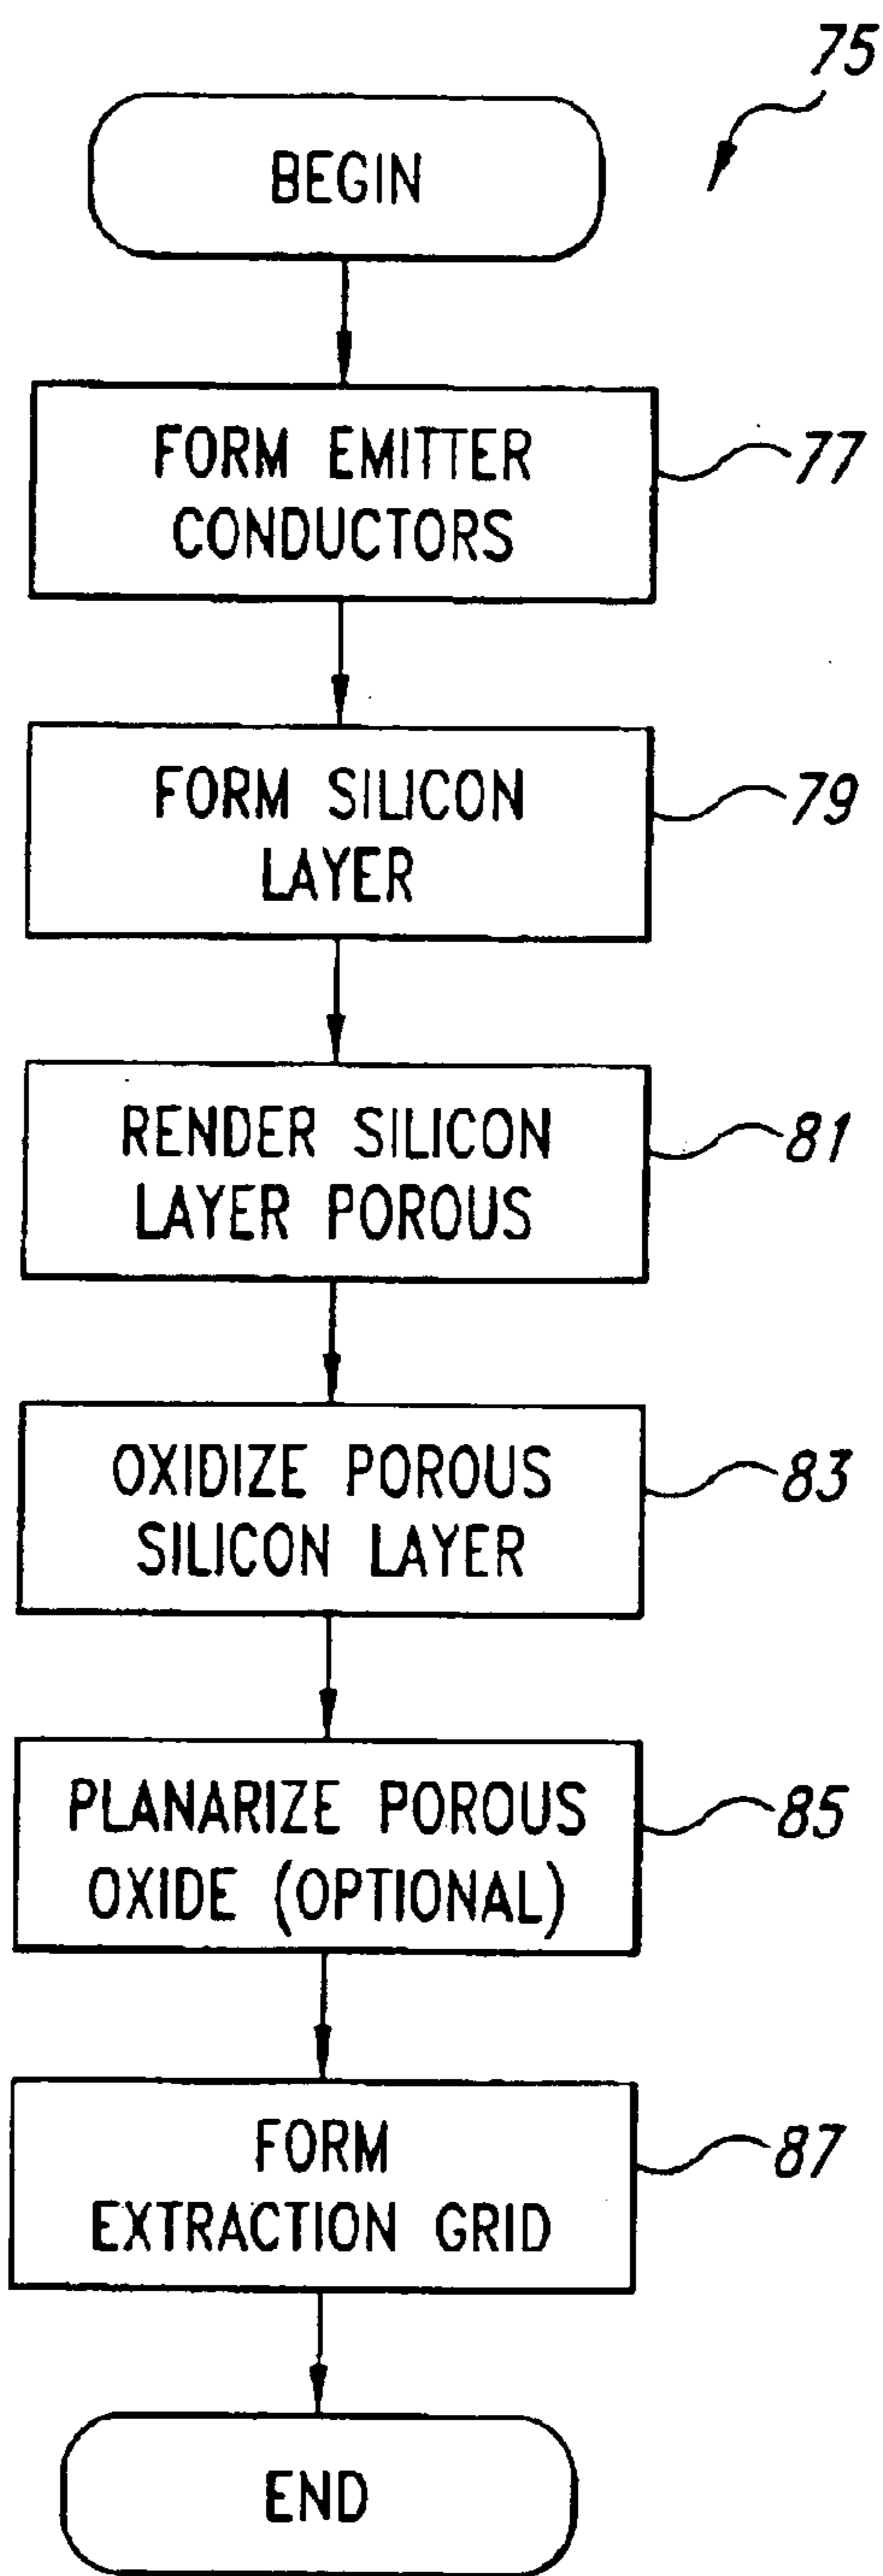 75
BEGIN
FORM EMITTER
CONDUCTORS
77
FORM SILICON
LAYER
79
RENDER SILICON
LAYER POROUS
81
OXIDIZE POROUS
SILICON LAYER
83
PLANARIZE POROUS
OXIDE (OPTIONAL)
85
FORM
EXTRACTION GRID
87
END